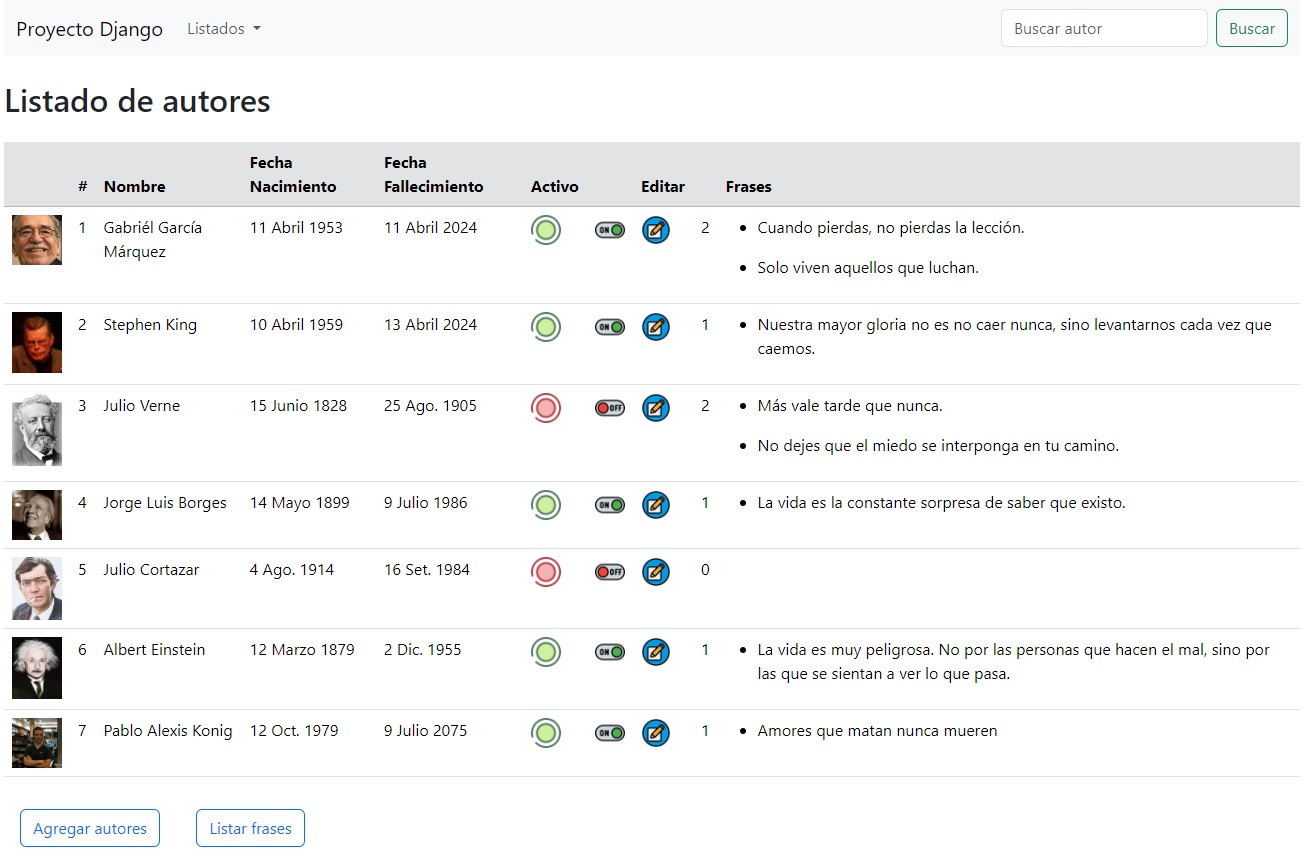 Proyecto Django Listados Buscar autor Buscar
Listado de autores
# Nombre Fecha Nacimiento Fecha Fallecimiento Activo Editar Frases
1 Gabriél García Márquez 11 Abril 1953 11 Abril 2024 ON 2
Cuando pierdas, no pierdas la lección.
Solo viven aquellos que luchan.
2 Stephen King 10 Abril 1959 13 Abril 2024 ON 1
Nuestra mayor gloria no es no caer nunca, sino levantarnos cada vez que
caemos.
3 Julio Verne 15 Junio 1828 25 Ago. 1905 OFF 2
Más vale tarde que nunca.
No dejes que el miedo se interponga en tu camino.
4 Jorge Luis Borges 14 Mayo 1899 9 Julio 1986 ON 1
La vida es la constante sorpresa de saber que existo.
5 Julio Cortazar 4 Ago. 1914 16 Set. 1984 OFF 0
6 Albert Einstein 12 Marzo 1879 2 Dic. 1955 ON 1
La vida es muy peligrosa. No por las personas que hacen el mal, sino por
las que se sientan a ver lo que pasa.
7 Pablo Alexis Konig 12 Oct. 1979 9 Julio 2075 ON 1
Amores que matan nunca mueren
Agregar autores Listar frases